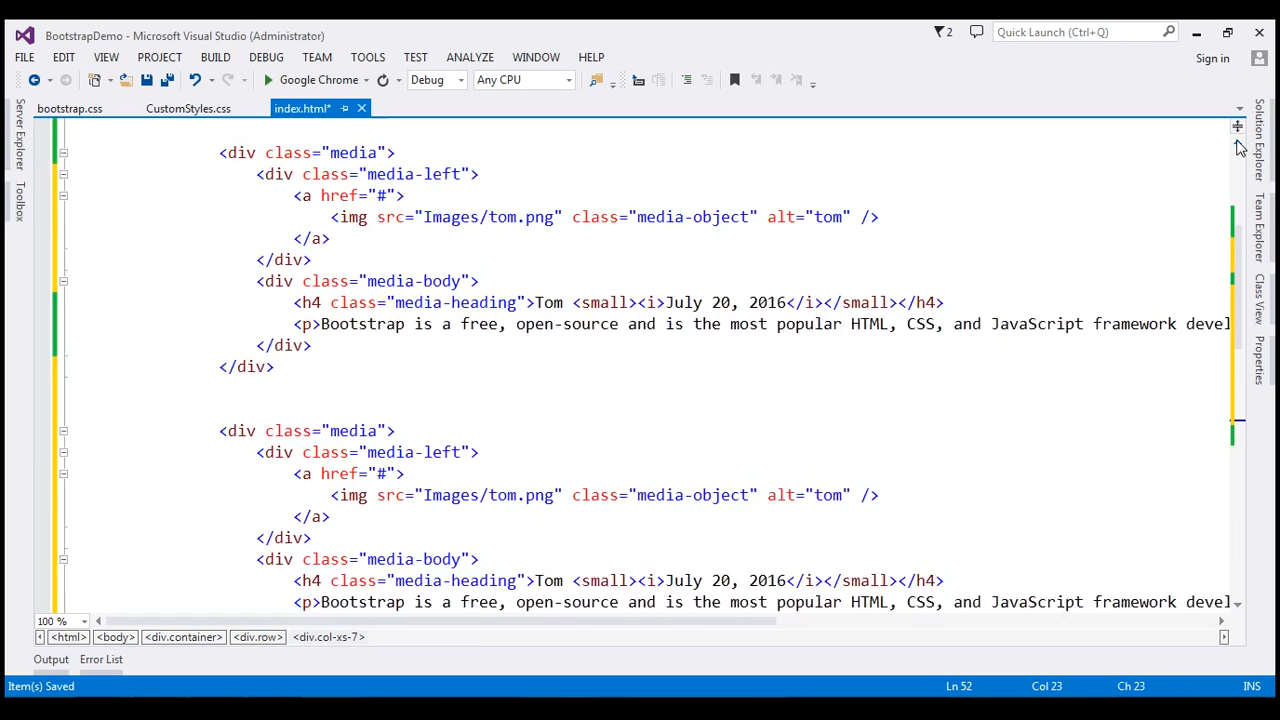 BootstrapDemo - Microsoft Visual Studio (Administrator)
2
Quick Launch (Ctrl+Q)
FILE EDIT VIEW PROJECT BUILD DEBUG TEAM TOOLS TEST ANALYZE WINDOW HELP
Sign in
Google Chrome
Debug
Any CPU
Server Explorer
Toolbox
bootstrap.css CustomStyles.css index.html*
<div class="media">
<div class="media-left">
<a href="#">
<img src="Images/tom.png" class="media-object" alt="tom" />
</a>
</div>
<div class="media-body">
<h4 class="media-heading">Tom <small><i>July 20, 2016</i></small></h4>
<p>Bootstrap is a free, open-source and is the most popular HTML, CSS, and JavaScript framework devel
</div>
</div>
<div class="media">
<div class="media-left">
<a href="#">
<img src="Images/tom.png" class="media-object" alt="tom" />
</a>
</div>
<div class="media-body">
<h4 class="media-heading">Tom <small><i>July 20, 2016</i></small></h4>
<p>Bootstrap is a free, open-source and is the most popular HTML, CSS, and JavaScript framework devel
Solution Explorer
Team Explorer
Class View
Properties
100 %
<html> <body> <div.container> <div.row> <div.col-xs-7>
Output Error List
Item(s) Saved Ln 52 Col 23 Ch 23 INS